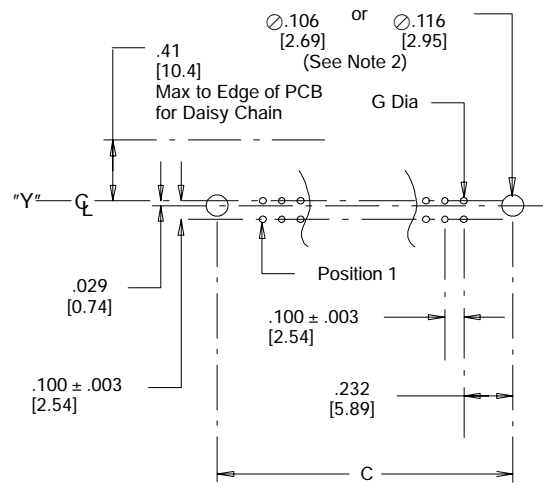 ∅.106 or ∅.116
[2.69] [2.95]
(See Note 2)
.41
[10.4]
Max to Edge of PCB
for Daisy Chain
G Dia
"Y" ℄
Position 1
.029
[0.74]
.100 ± .003
[2.54]
.100 ± .003
[2.54]
.232
[5.89]
C